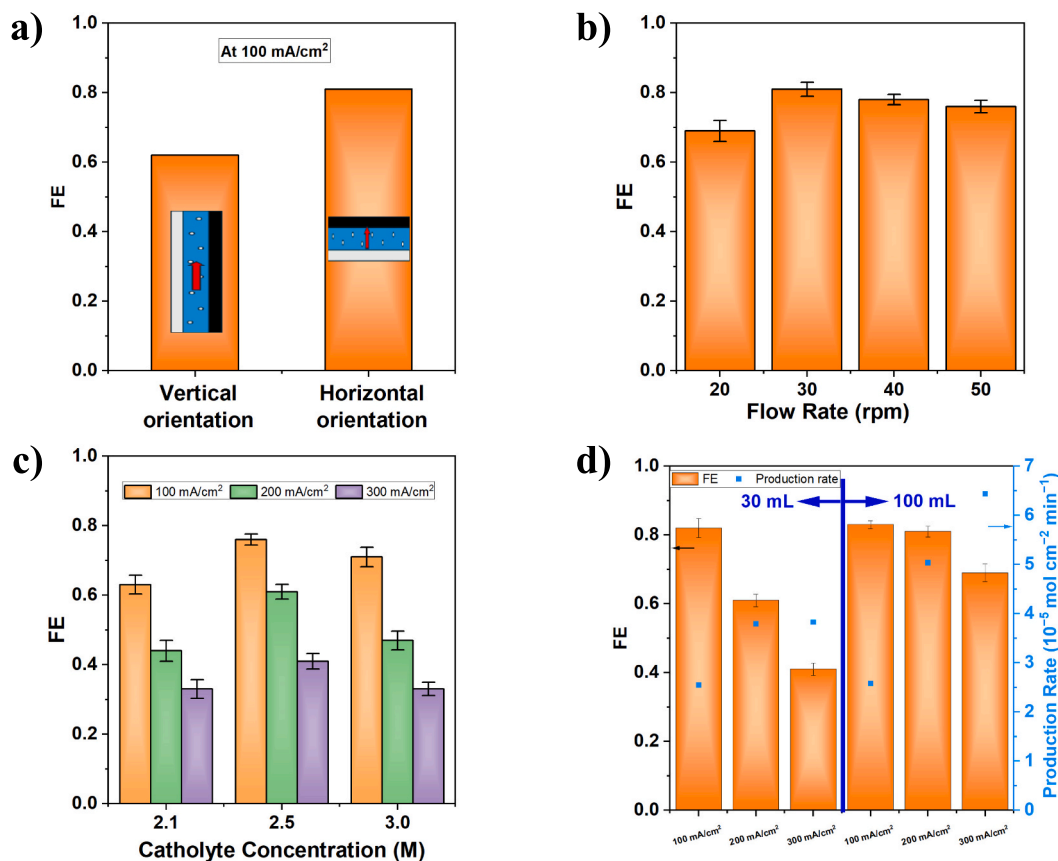 a)
At 100 mA/cm²
FE
1.0
0.8
0.6
0.4
0.2
0.0
Vertical
orientation
Horizontal
orientation
b)
FE
1.0
0.8
0.6
0.4
0.2
0.0
20 30 40 50
Flow Rate (rpm)
c)
100 mA/cm² 200 mA/cm² 300 mA/cm²
FE
1.0
0.8
0.6
0.4
0.2
0.0
2.1 2.5 3.0
Catholyte Concentration (M)
d)
FE Production rate
30 mL 100 mL
FE
1.0
0.8
0.6
0.4
0.2
0.0
7
6
5
4
3
2
1
0
Production Rate (10⁻⁵ mol cm⁻² min⁻¹)
100 mA/cm² 200 mA/cm² 300 mA/cm² 100 mA/cm² 200 mA/cm² 300 mA/cm²